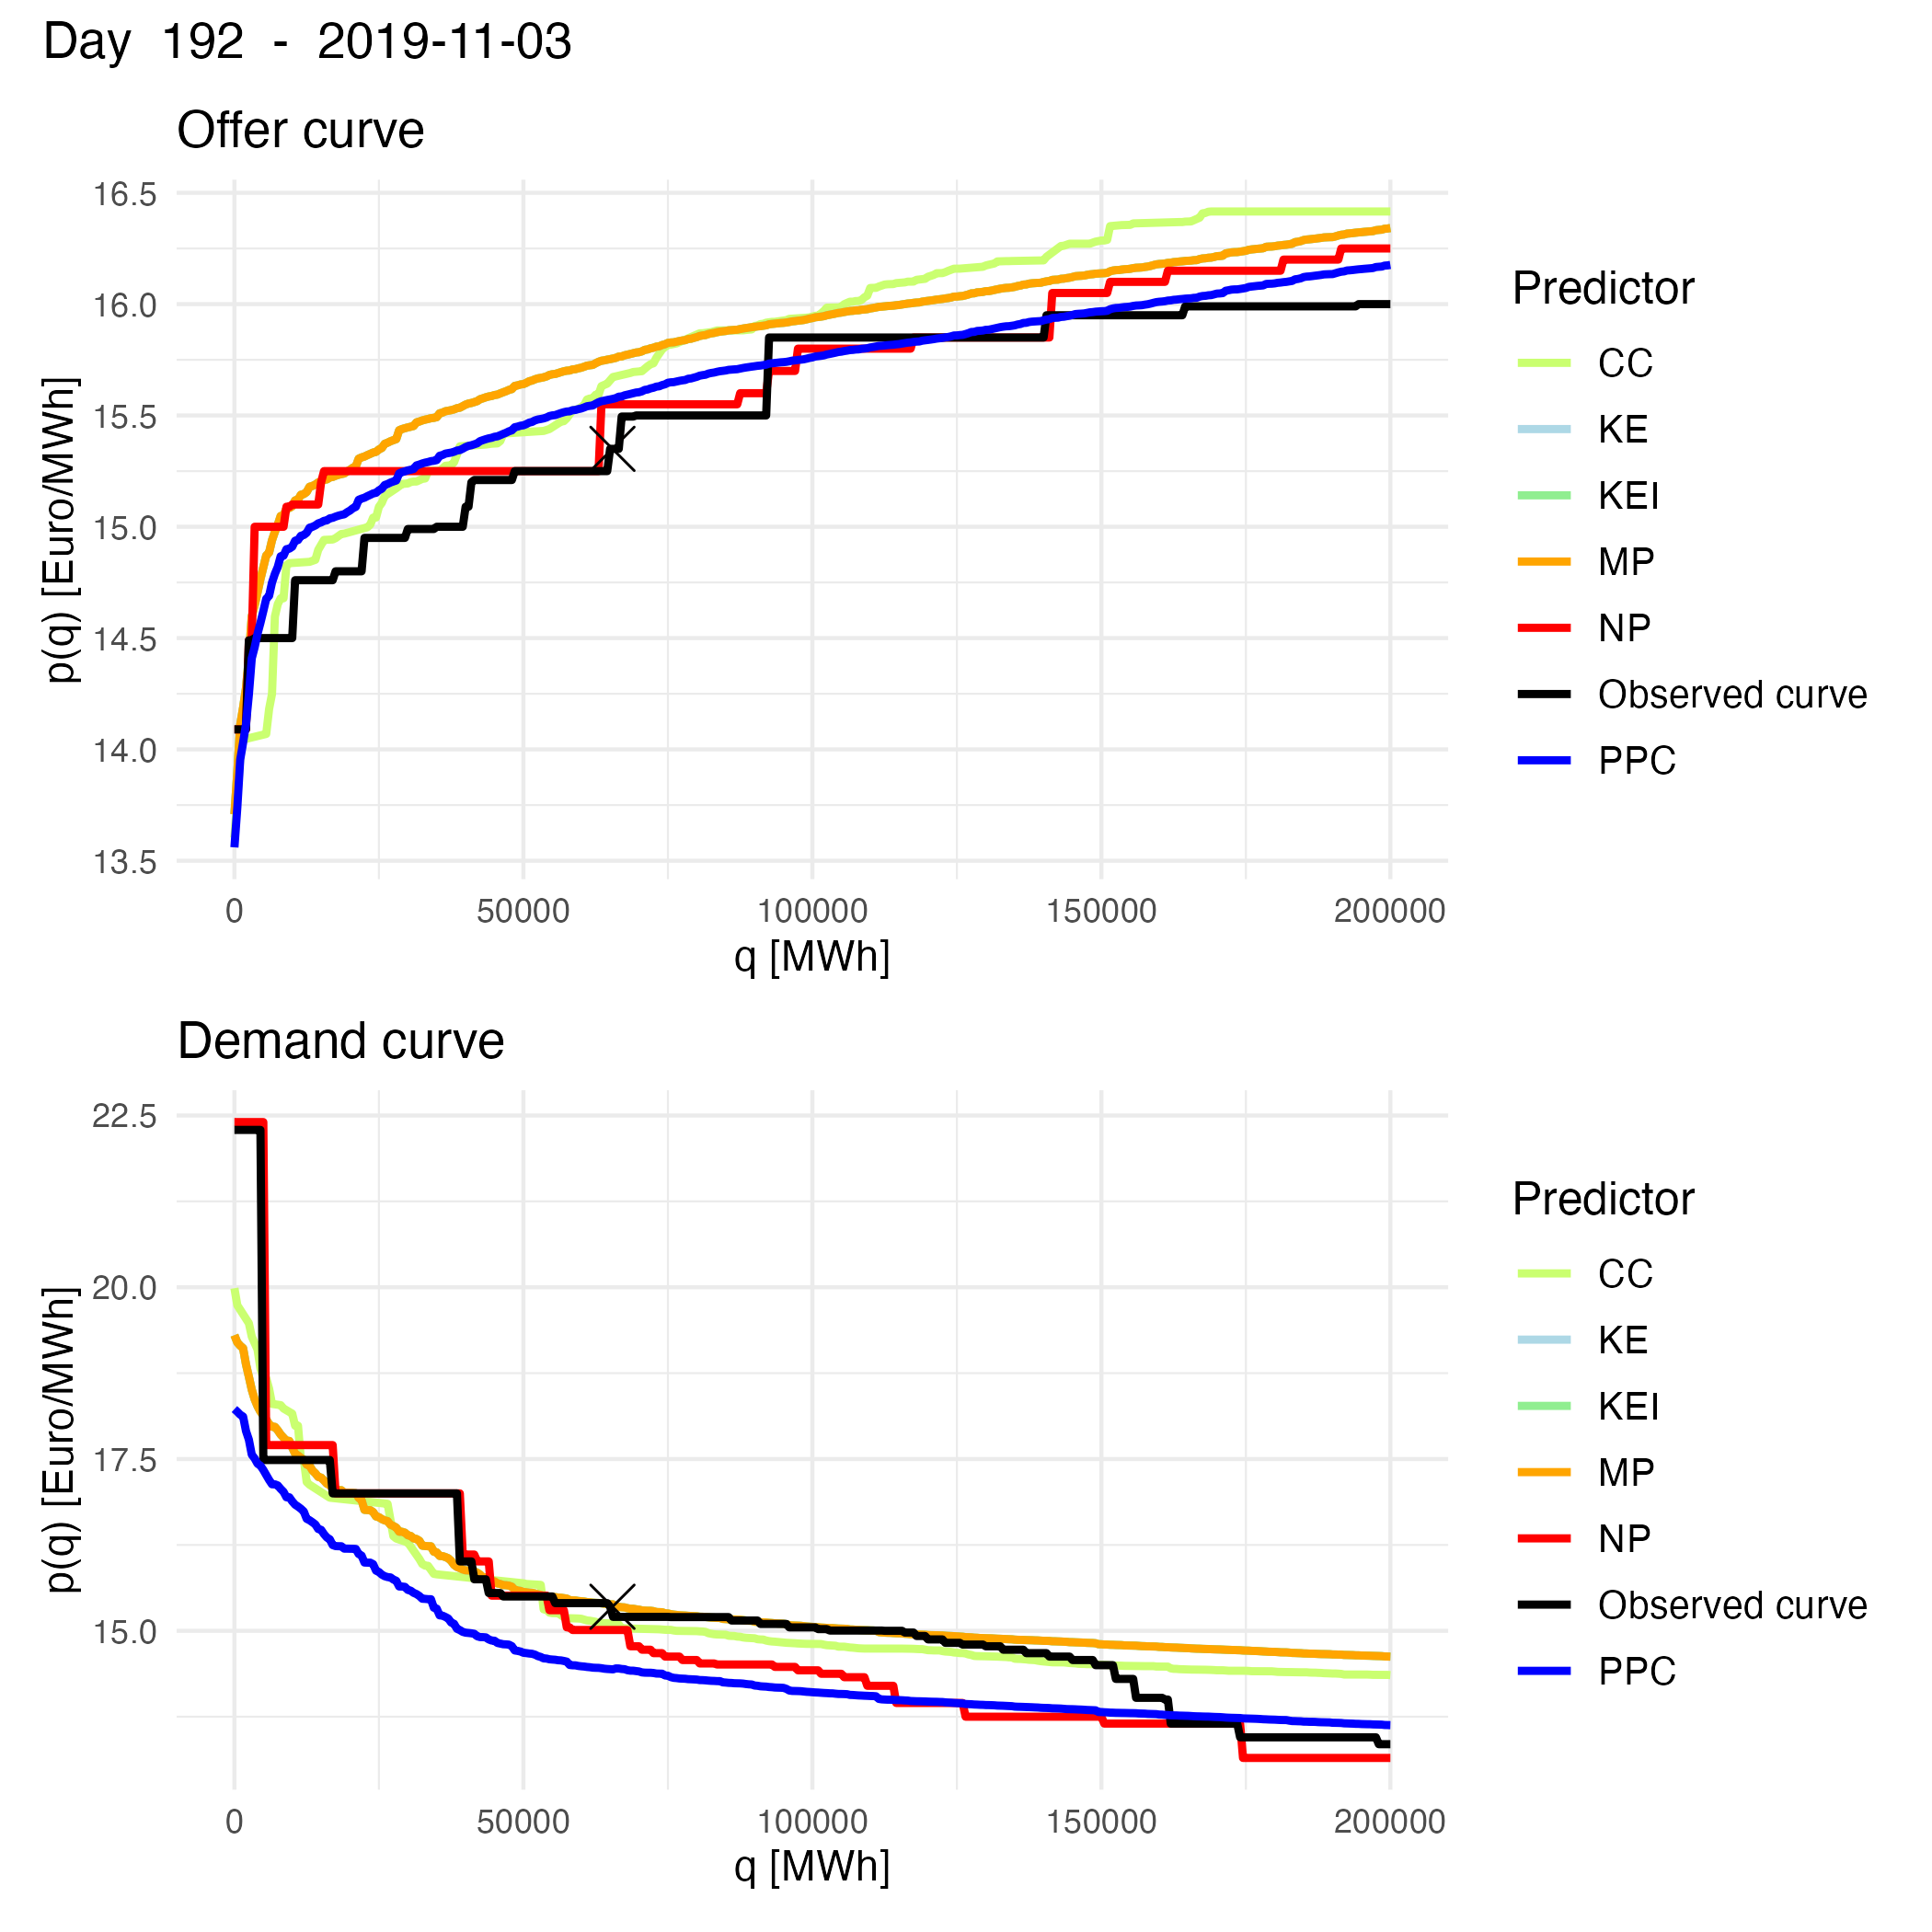 Day 192 - 2019-11-03
Offer curve
p(q) [Euro/MWh]
16.5
16.0
15.5
15.0
14.5
14.0
13.5
0 50000 100000 150000 200000
q [MWh]
Predictor
CC
KE
KEI
MP
NP
Observed curve
PPC
Demand curve
p(q) [Euro/MWh]
22.5
20.0
17.5
15.0
0 50000 100000 150000 200000
q [MWh]
Predictor
CC
KE
KEI
MP
NP
Observed curve
PPC